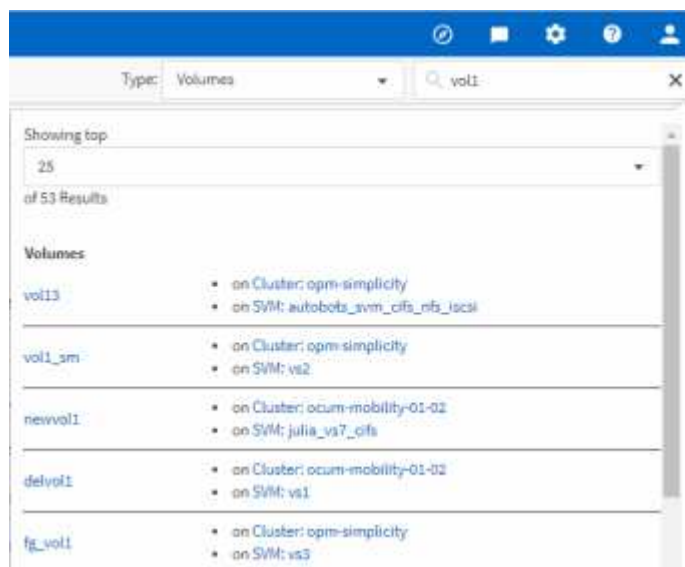 Type:
Volumes
vol1
Showing top
25
of 53 Results
Volumes
vol13
on Cluster: opm-simplicity
on SVM: autobots_svm_cifs_nfs_iscsi
vol1_sm
on Cluster: opm-simplicity
on SVM: vs2
newvol1
on Cluster: ocum-mobility-01-02
on SVM: julia_vs7_cifs
delvol1
on Cluster: ocum-mobility-01-02
on SVM: vs1
fg_vol1
on Cluster: opm-simplicity
on SVM: vs3